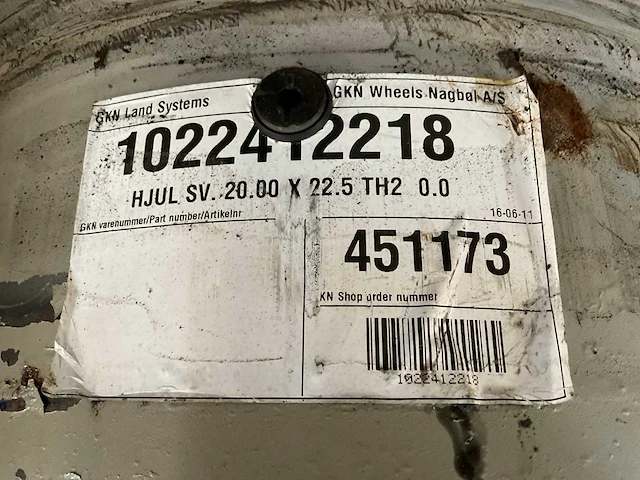 GKN Land Systems GKN Wheels Nagbøl A/S
1022412218
HJUL SV. 20.00 X 22.5 TH2 0.0
GKN varenummer/Part number/Artikelnr
16-06-11
451173
KN Shop order nummer
1022412218